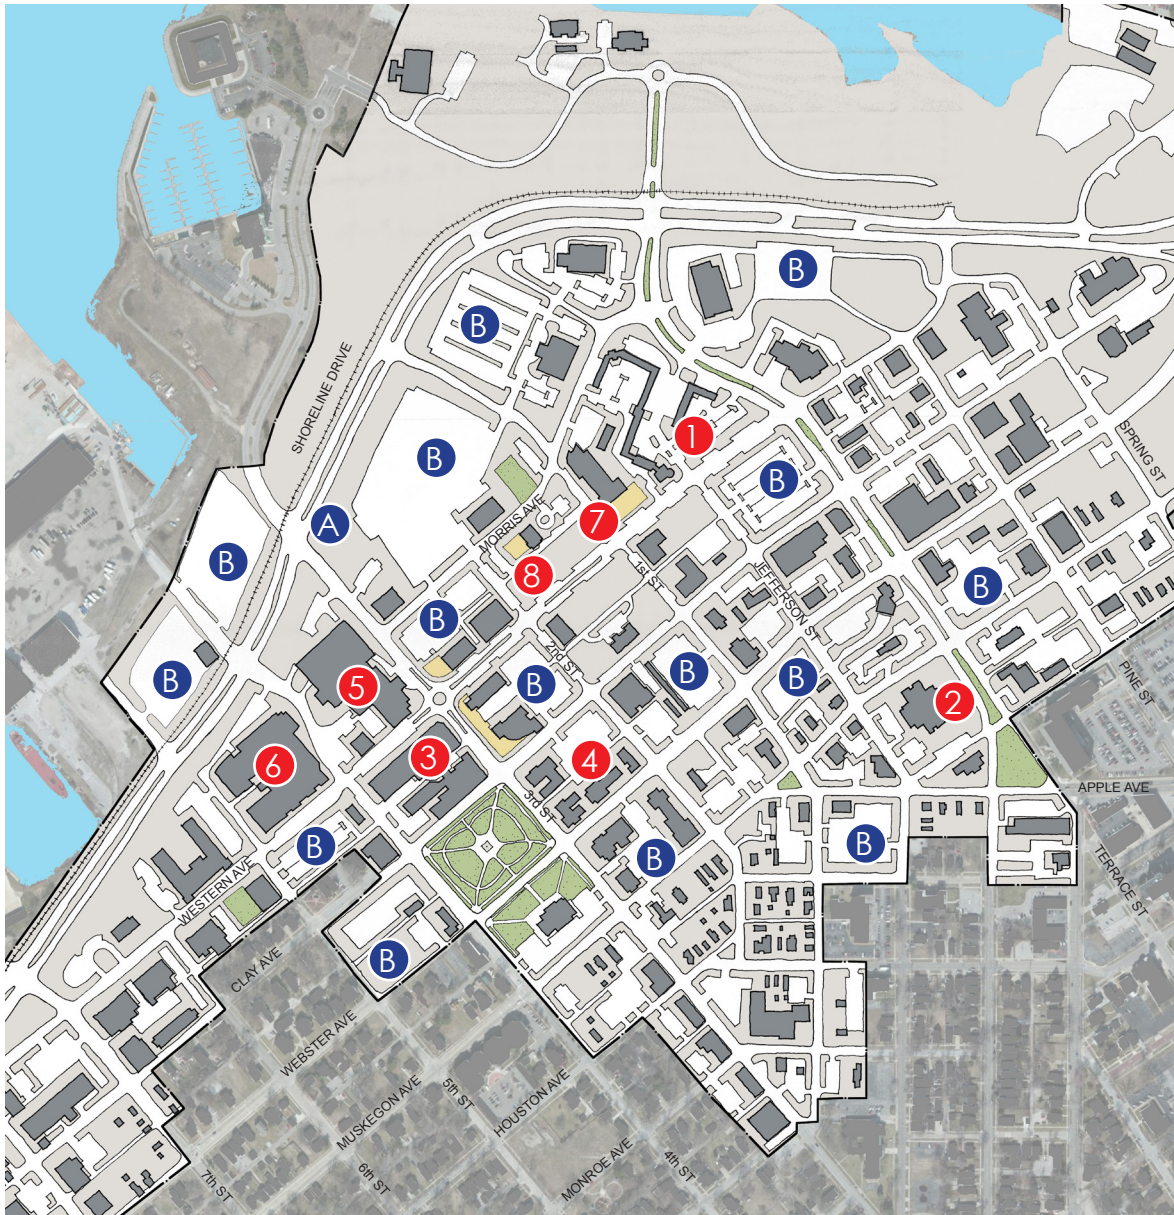 B
B
SHORELINE DRIVE
1
SPRING ST
B
B
A
7
MORRIS AVE
8
1st ST
JEFFERSON ST
B
B
B
2nd ST
B
B
B
B
5
2
PINE ST
3
4
6
APPLE AVE
3rd ST
B
B
B
WESTERN AVE
TERRACE ST
CLAY AVE
B
WEBSTER AVE
MUSKEGON AVE
5th ST
HOUSTON AVE
7th ST
6th ST
MONROE AVE
4th ST